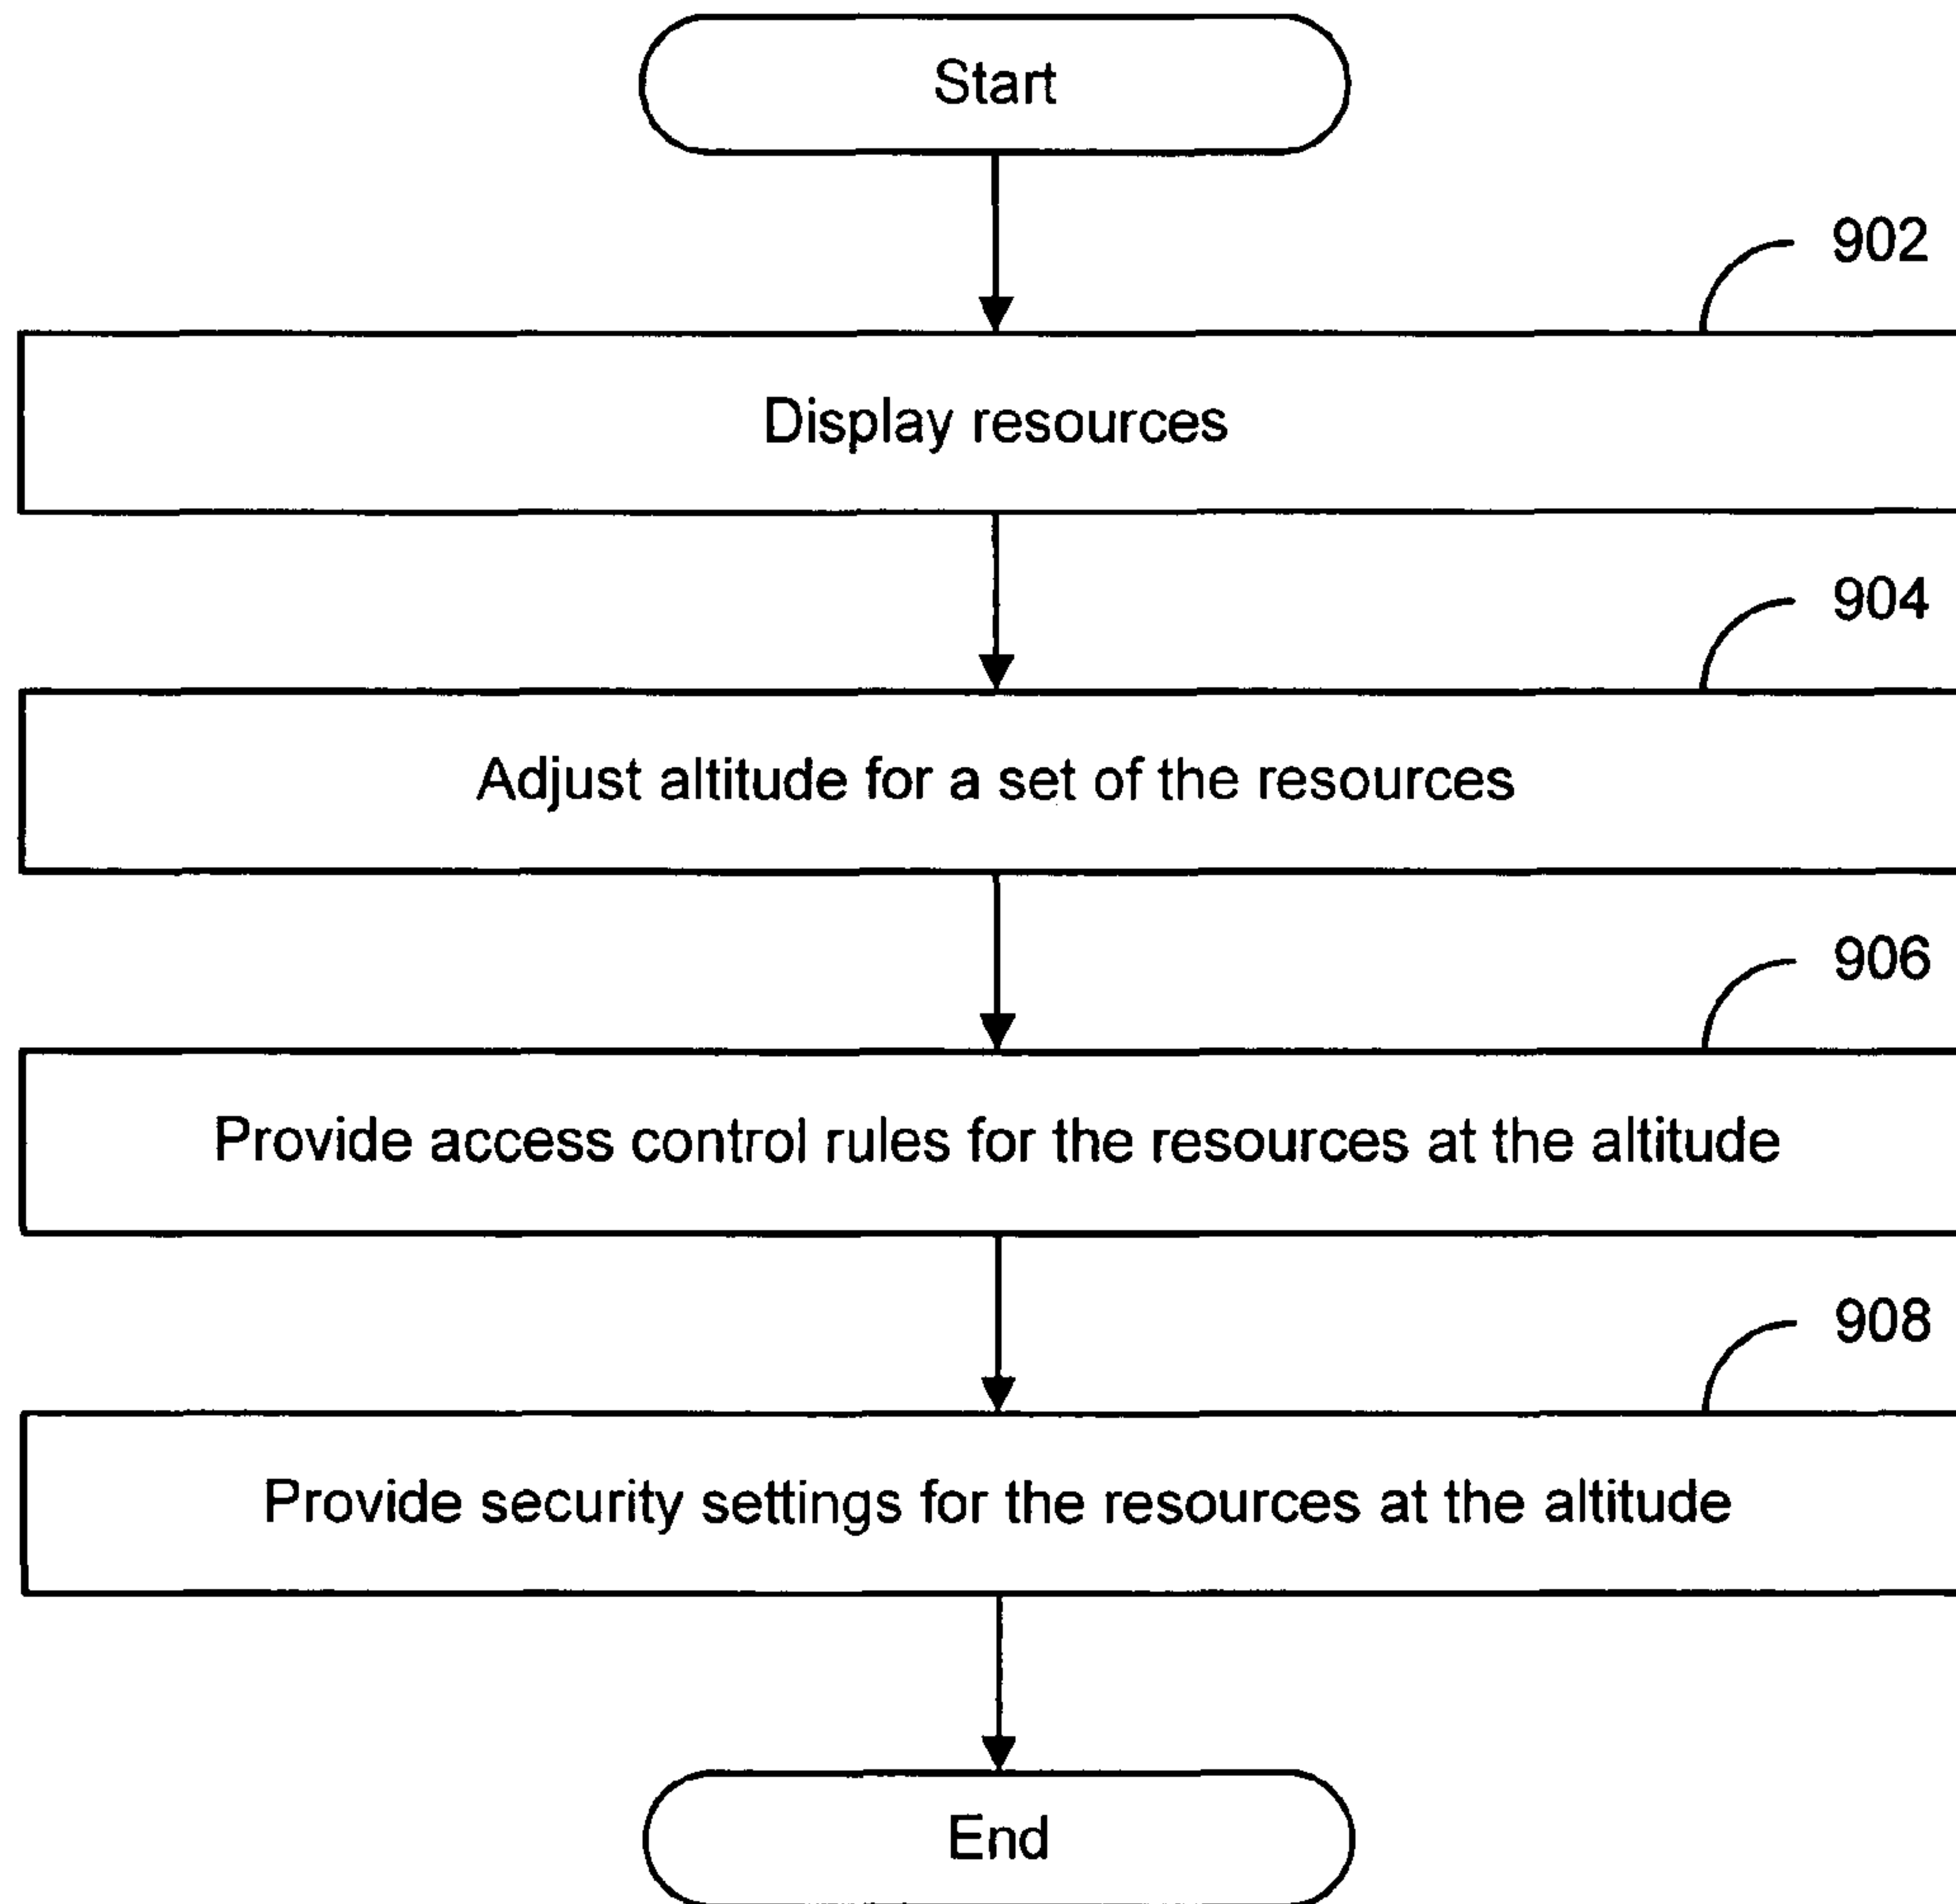 Start
902
Display resources
904
Adjust altitude for a set of the resources
906
Provide access control rules for the resources at the altitude
908
Provide security settings for the resources at the altitude
End